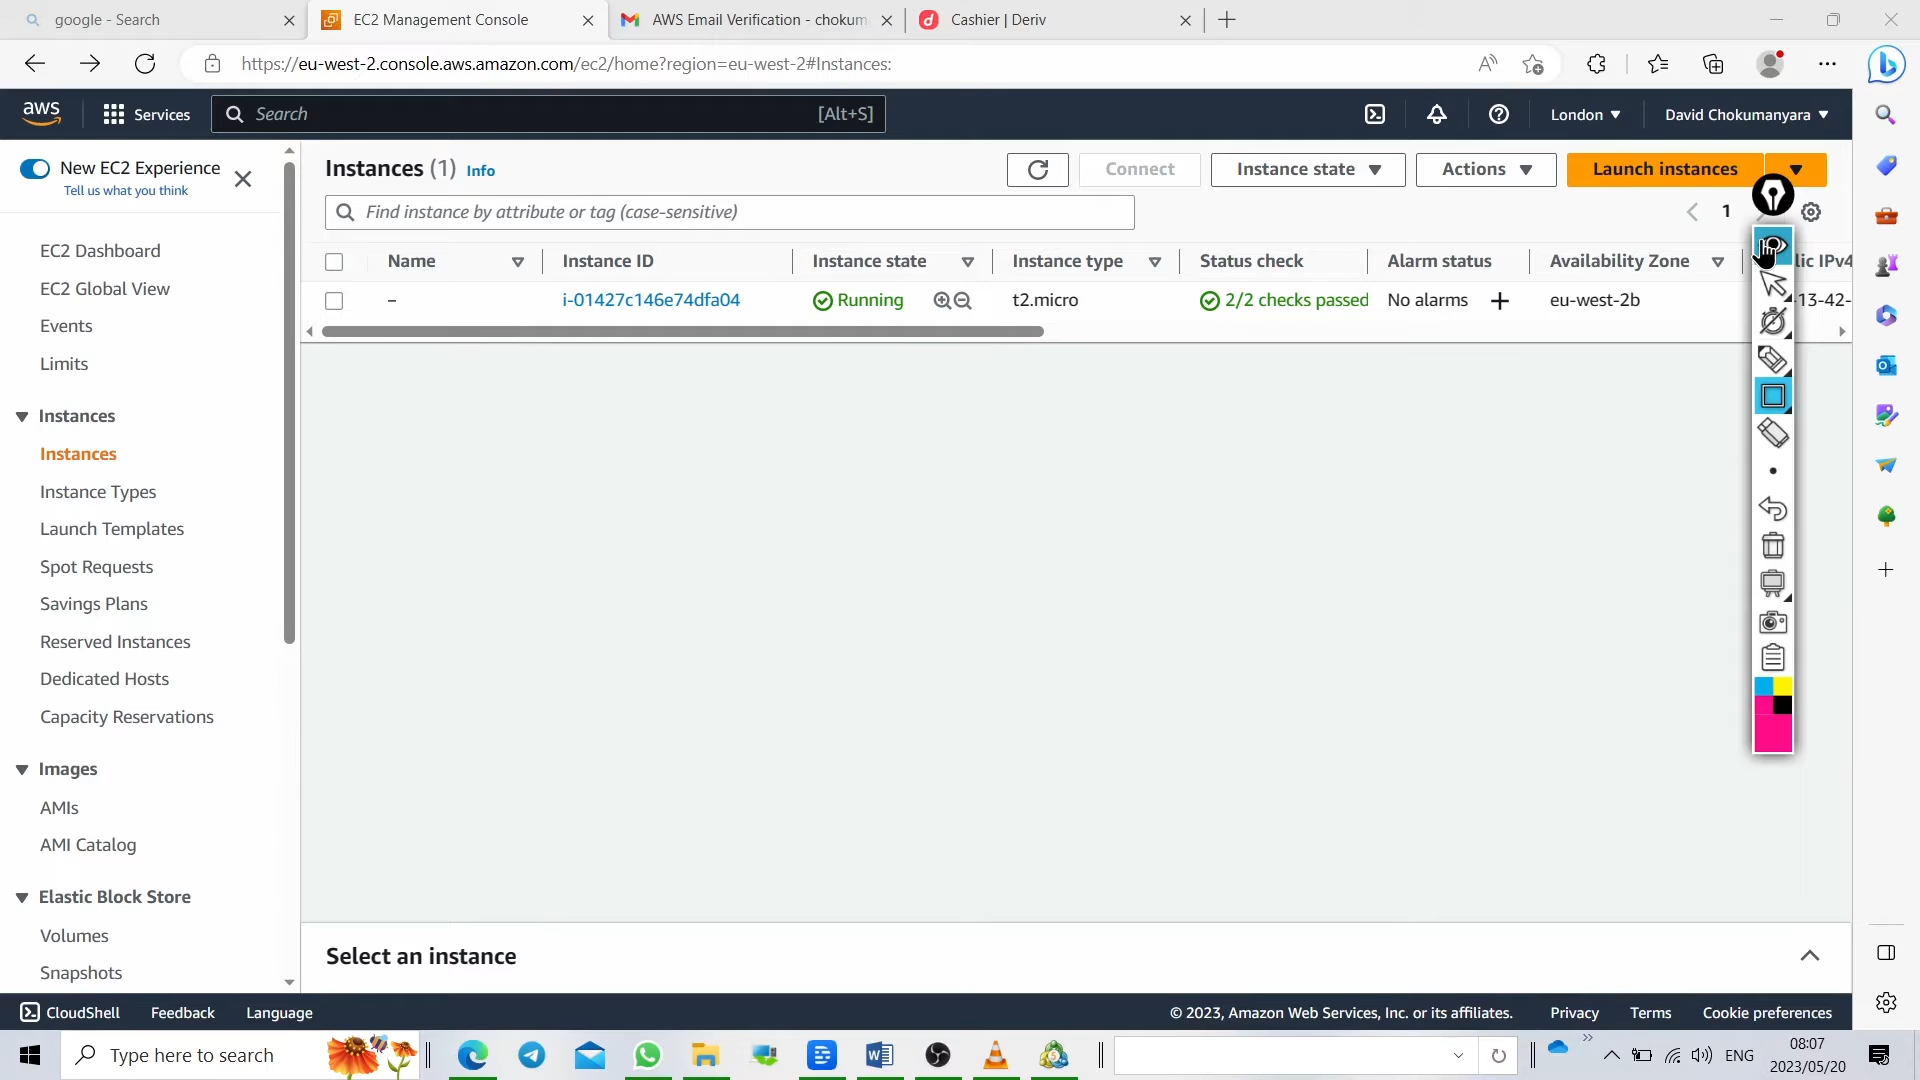 google - Search
EC2 Management Console
AWS Email Verification - chokum
Cashier | Deriv
https://eu-west-2.console.aws.amazon.com/ec2/home?region=eu-west-2#Instances:
aws
Services
Search
[Alt+S]
London
David Chokumanyara
New EC2 Experience
Tell us what you think
EC2 Dashboard
EC2 Global View
Events
Limits
Instances
Instances
Instance Types
Launch Templates
Spot Requests
Savings Plans
Reserved Instances
Dedicated Hosts
Capacity Reservations
Images
AMIs
AMI Catalog
Elastic Block Store
Volumes
Snapshots
Instances (1) Info
Connect
Instance state
Actions
Launch instances
Find instance by attribute or tag (case-sensitive)
1
Name Instance ID Instance state Instance type Status check Alarm status Availability Zone lic IPv4
– i-01427c146e74dfa04 Running t2.micro 2/2 checks passed No alarms + eu-west-2b -13-42-
Select an instance
CloudShell Feedback Language © 2023, Amazon Web Services, Inc. or its affiliates. Privacy Terms Cookie preferences
Type here to search
ENG
08:07
2023/05/20